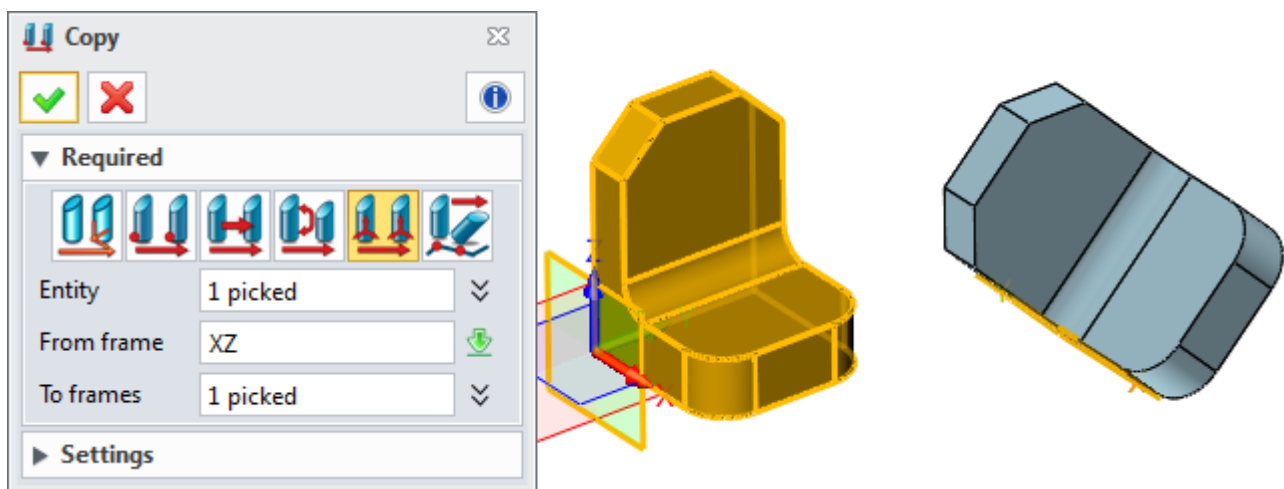 Copy
Required
Entity 1 picked
From frame XZ
To frames 1 picked
Settings
Z